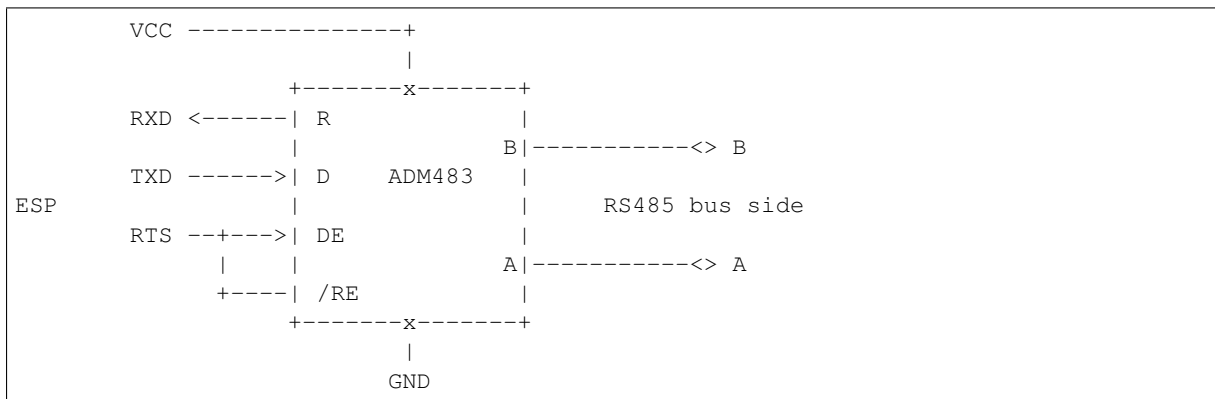 VCC ---------------+
|
+-------x-------+
RXD <------| R |
| B|-----------<> B
TXD ------>| D ADM483 |
ESP | | RS485 bus side
RTS --+--->| DE |
| | A|-----------<> A
+----| /RE |
+-------x-------+
|
GND